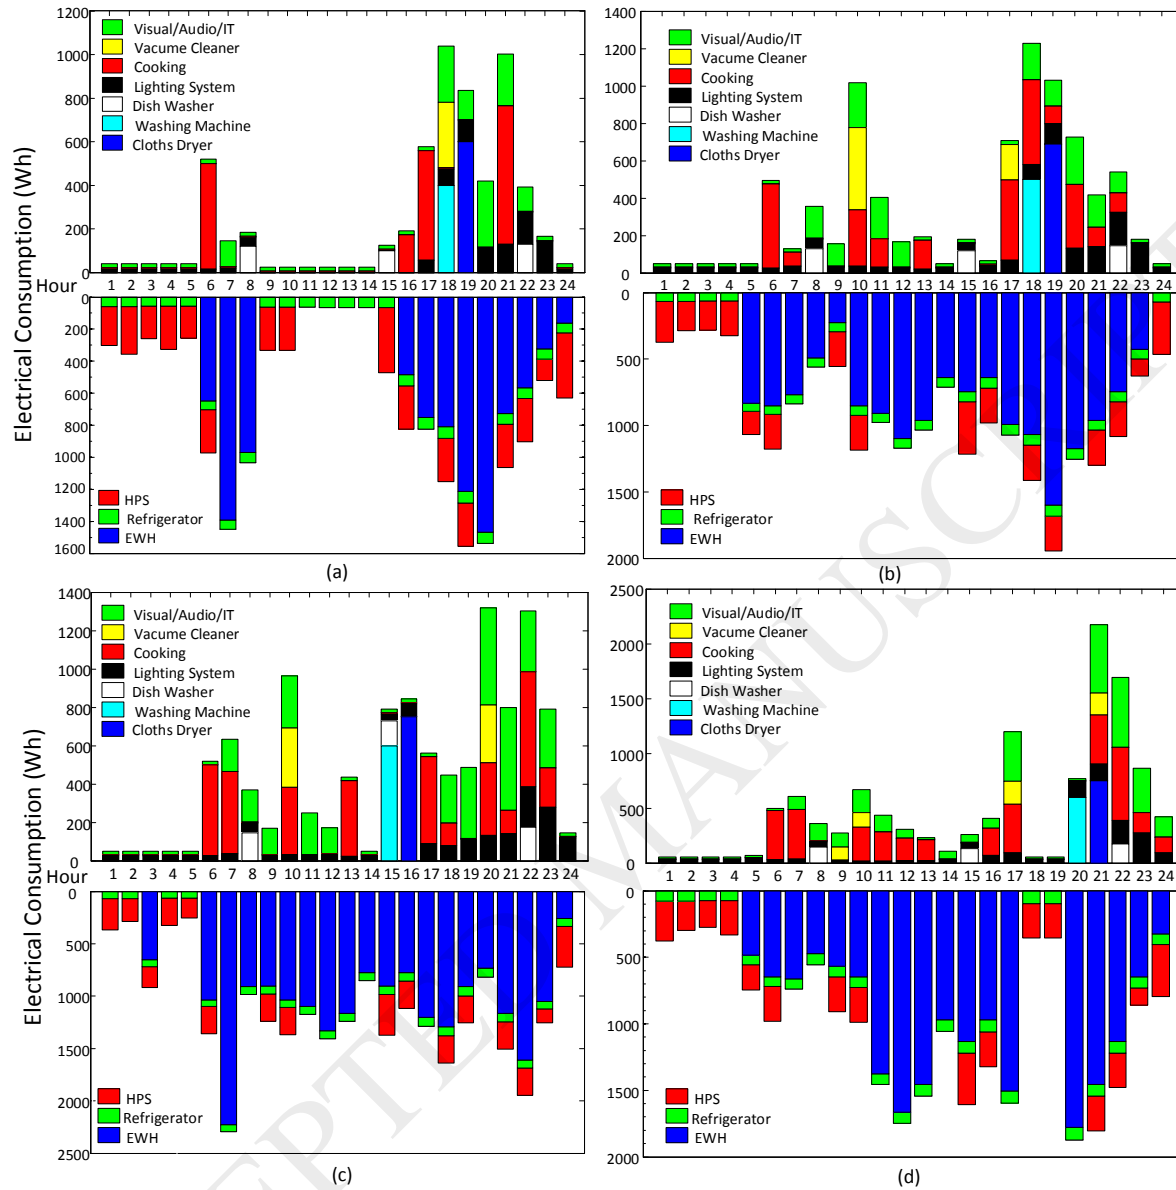 1200
1000
800
600
400
200
0
Visual/Audio/IT
Vacume Cleaner
Cooking
Lighting System
Dish Washer
Washing Machine
Cloths Dryer
1400
1200
1000
800
600
400
200
0
Visual/Audio/IT
Vacume Cleaner
Cooking
Lighting System
Dish Washer
Washing Machine
Cloths Dryer
Electrical Consumption (Wh)
Hour 1 2 3 4 5 6 7 8 9 10 11 12 13 14 15 16 17 18 19 20 21 22 23 24
1 2 3 4 5 6 7 8 9 10 11 12 13 14 15 16 17 18 19 20 21 22 23 24
0
200
400
600
800
1000
1200
1400
1600
HPS
Refrigerator
EWH
(a)
0
500
1000
1500
2000
HPS
Refrigerator
EWH
(b)
1400
1200
1000
800
600
400
200
0
Visual/Audio/IT
Vacume Cleaner
Cooking
Lighting System
Dish Washer
Washing Machine
Cloths Dryer
2500
2000
1500
1000
500
0
Visual/Audio/IT
Vacume Cleaner
Cooking
Lighting System
Dish Washer
Washing Machine
Cloths Dryer
Electrical Consumption (Wh)
Hour 1 2 3 4 5 6 7 8 9 10 11 12 13 14 15 16 17 18 19 20 21 22 23 24
1 2 3 4 5 6 7 8 9 10 11 12 13 14 15 16 17 18 19 20 21 22 23 24
0
500
1000
1500
2000
2500
HPS
Refrigerator
EWH
(c)
0
500
1000
1500
2000
HPS
Refrigerator
EWH
(d)
EPTED MANUSCRIPT